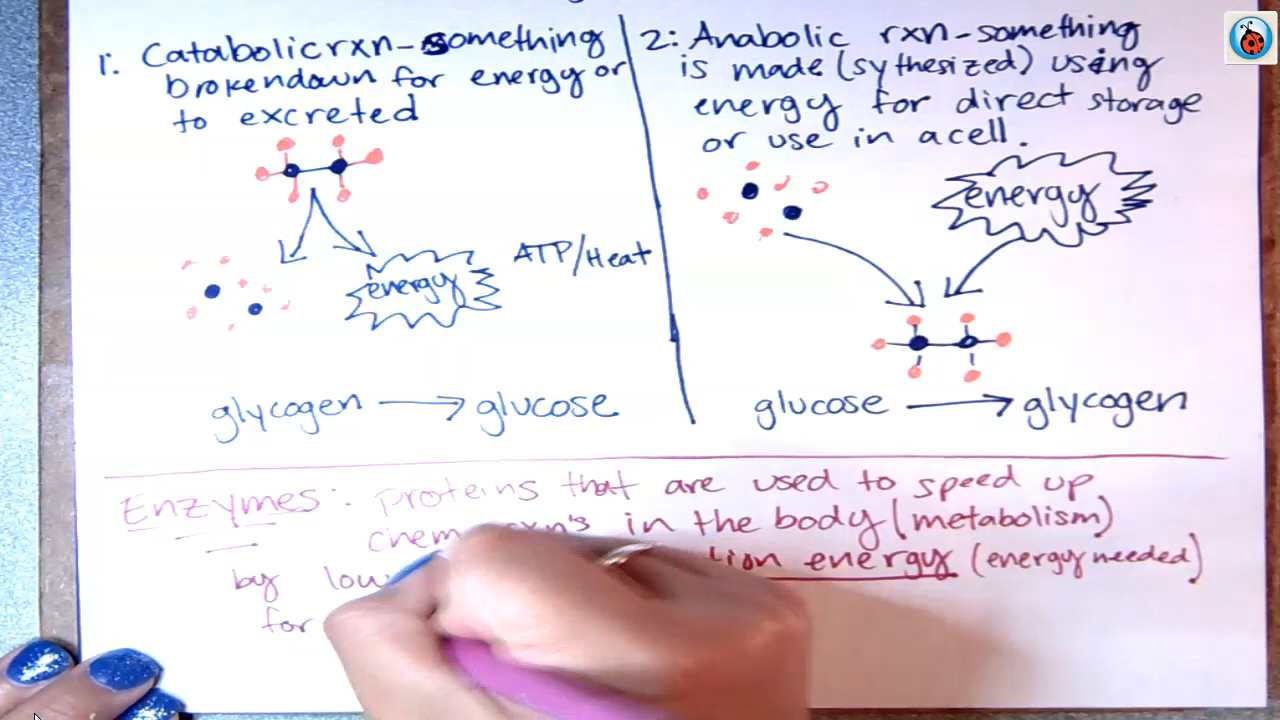 1: Catabolic rxn-something
brokendown for energy or
to excreted
energy
ATP/Heat
glycogen → glucose
2: Anabolic rxn-something
is made (sythesized) using
energy for direct storage
or use in a cell.
energy
glucose → glycogen
Enzymes: proteins that are used to speed up
chem rxn's in the body (metabolism)
by energy (energy needed)
for